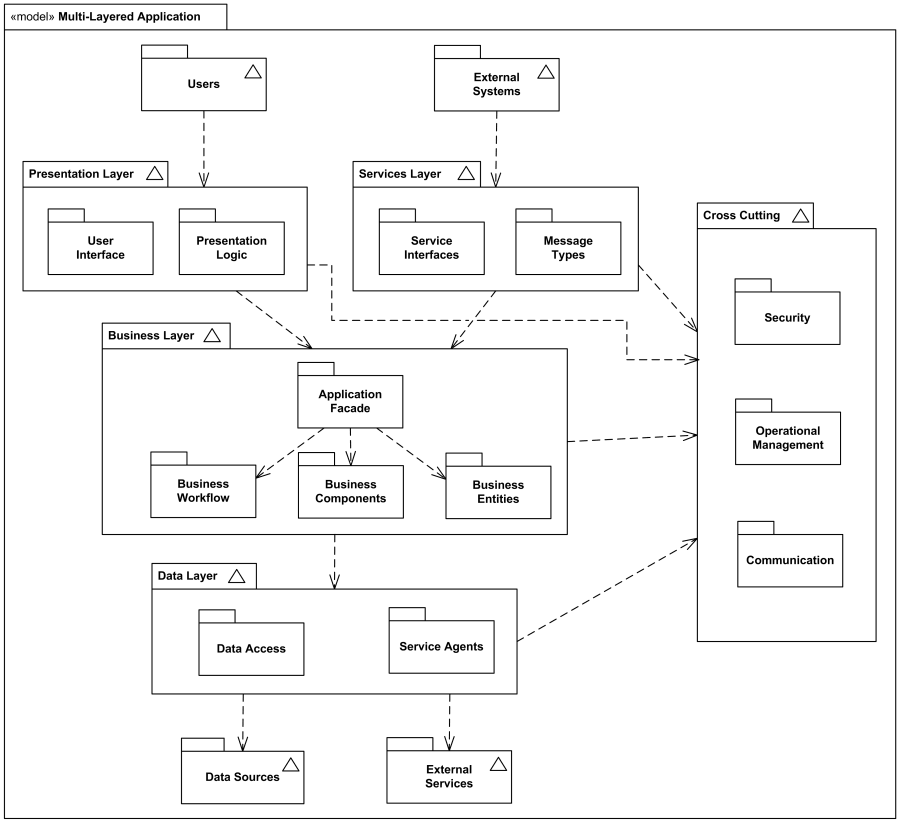 «model» Multi-Layered Application
Users
External
Systems
Presentation Layer
Services Layer
User
Interface
Presentation
Logic
Service
Interfaces
Message
Types
Cross Cutting
Security
Operational
Management
Communication
Business Layer
Application
Facade
Business
Workflow
Business
Components
Business
Entities
Data Layer
Data Access
Service Agents
Data Sources
External
Services